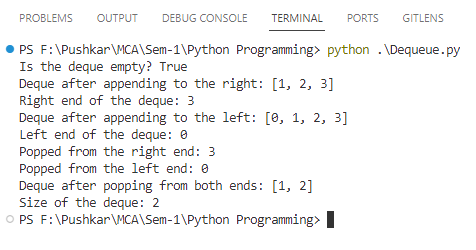 PROBLEMS OUTPUT DEBUG CONSOLE TERMINAL PORTS GITLENS
PS F:\Pushkar\MCA\Sem-1\Python Programming> python .\Dequeue.py
Is the deque empty? True
Deque after appending to the right: [1, 2, 3]
Right end of the deque: 3
Deque after appending to the left: [0, 1, 2, 3]
Left end of the deque: 0
Popped from the right end: 3
Popped from the left end: 0
Deque after popping from both ends: [1, 2]
Size of the deque: 2
PS F:\Pushkar\MCA\Sem-1\Python Programming>